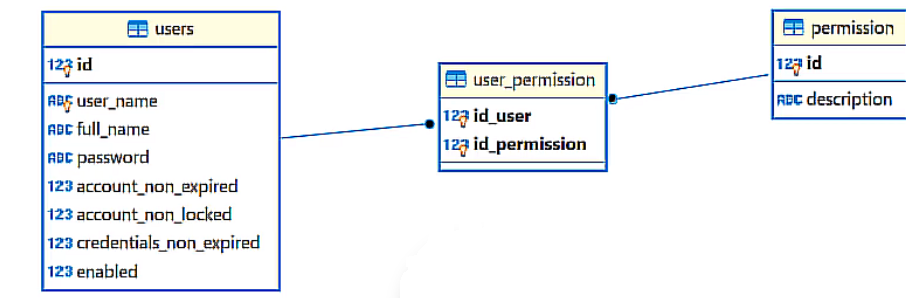 users
123 id
ABC user_name
ABC full_name
ABC password
123 account_non_expired
123 account_non_locked
123 credentials_non_expired
123 enabled
user_permission
123 id_user
123 id_permission
permission
123 id
ABC description